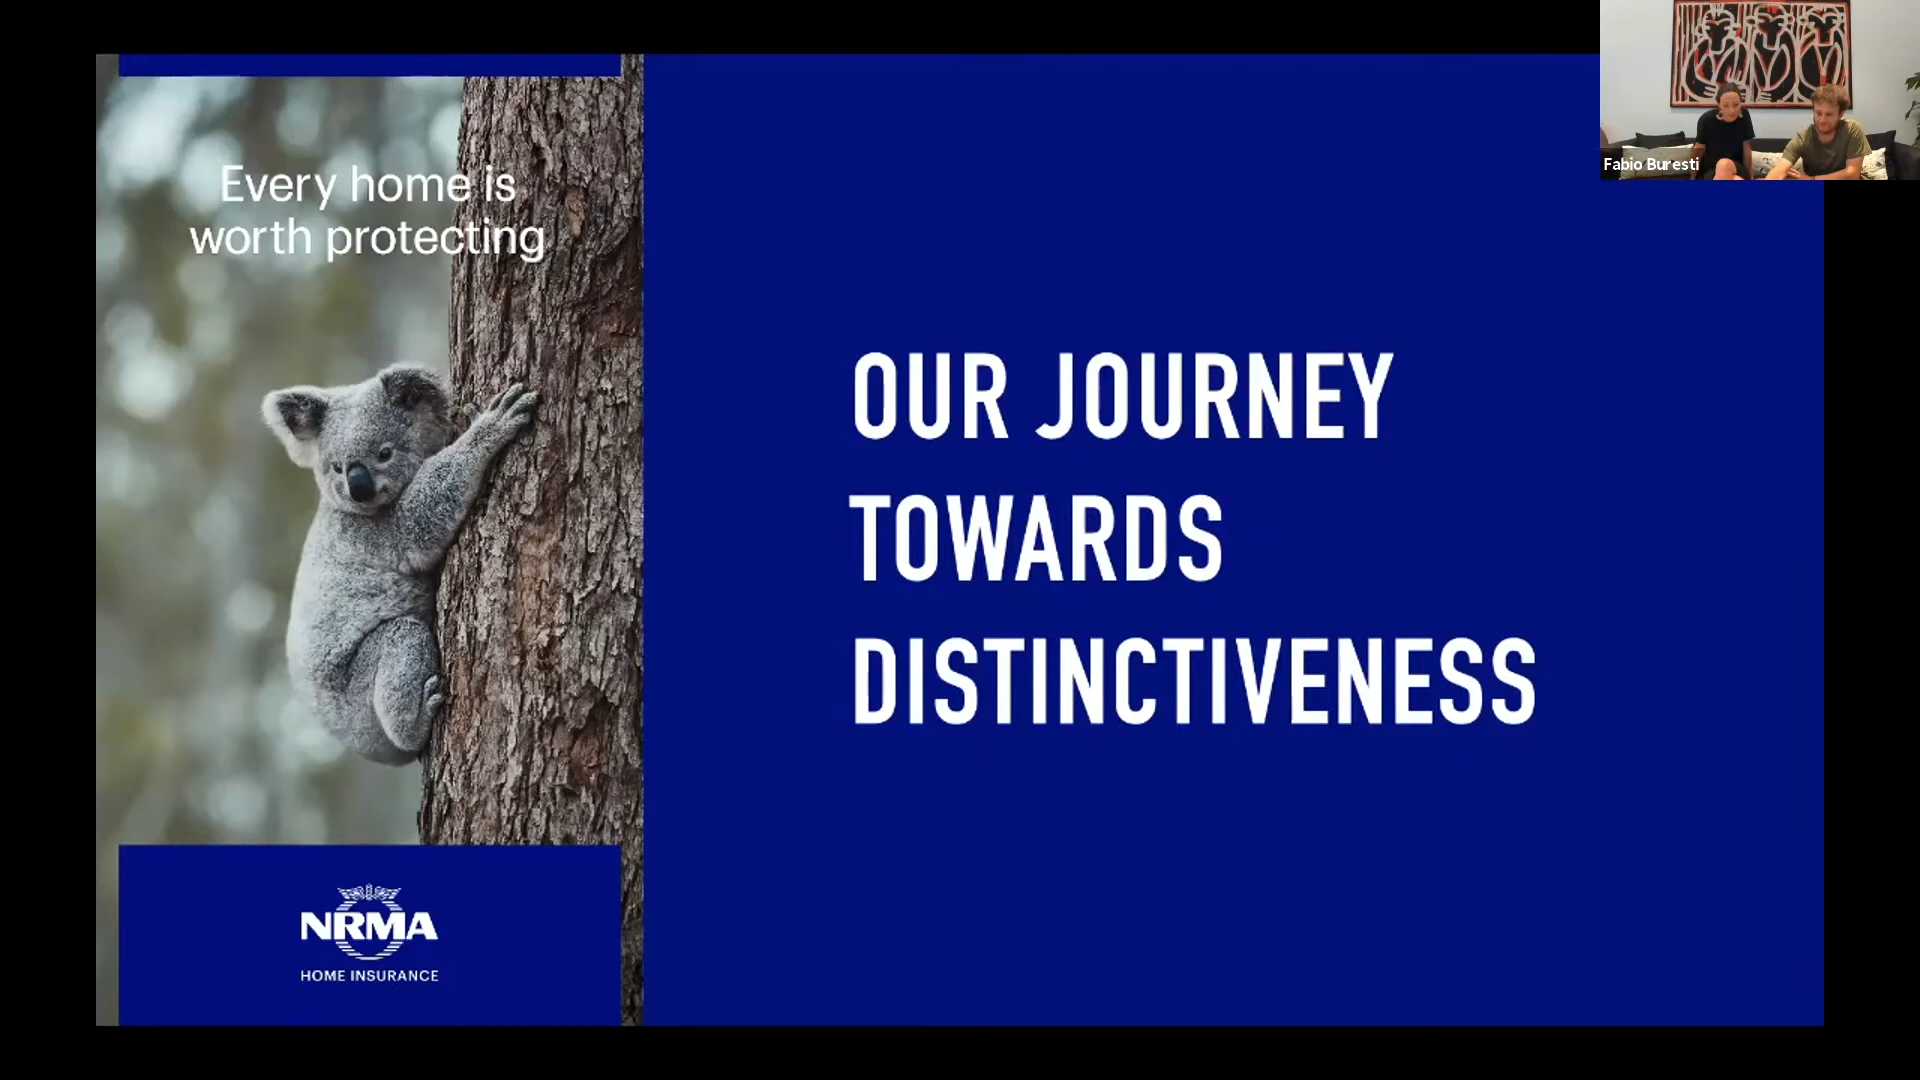 Every home is
worth protecting
NRMA
HOME INSURANCE
OUR JOURNEY
TOWARDS
DISTINCTIVENESS
Fabio Buresti